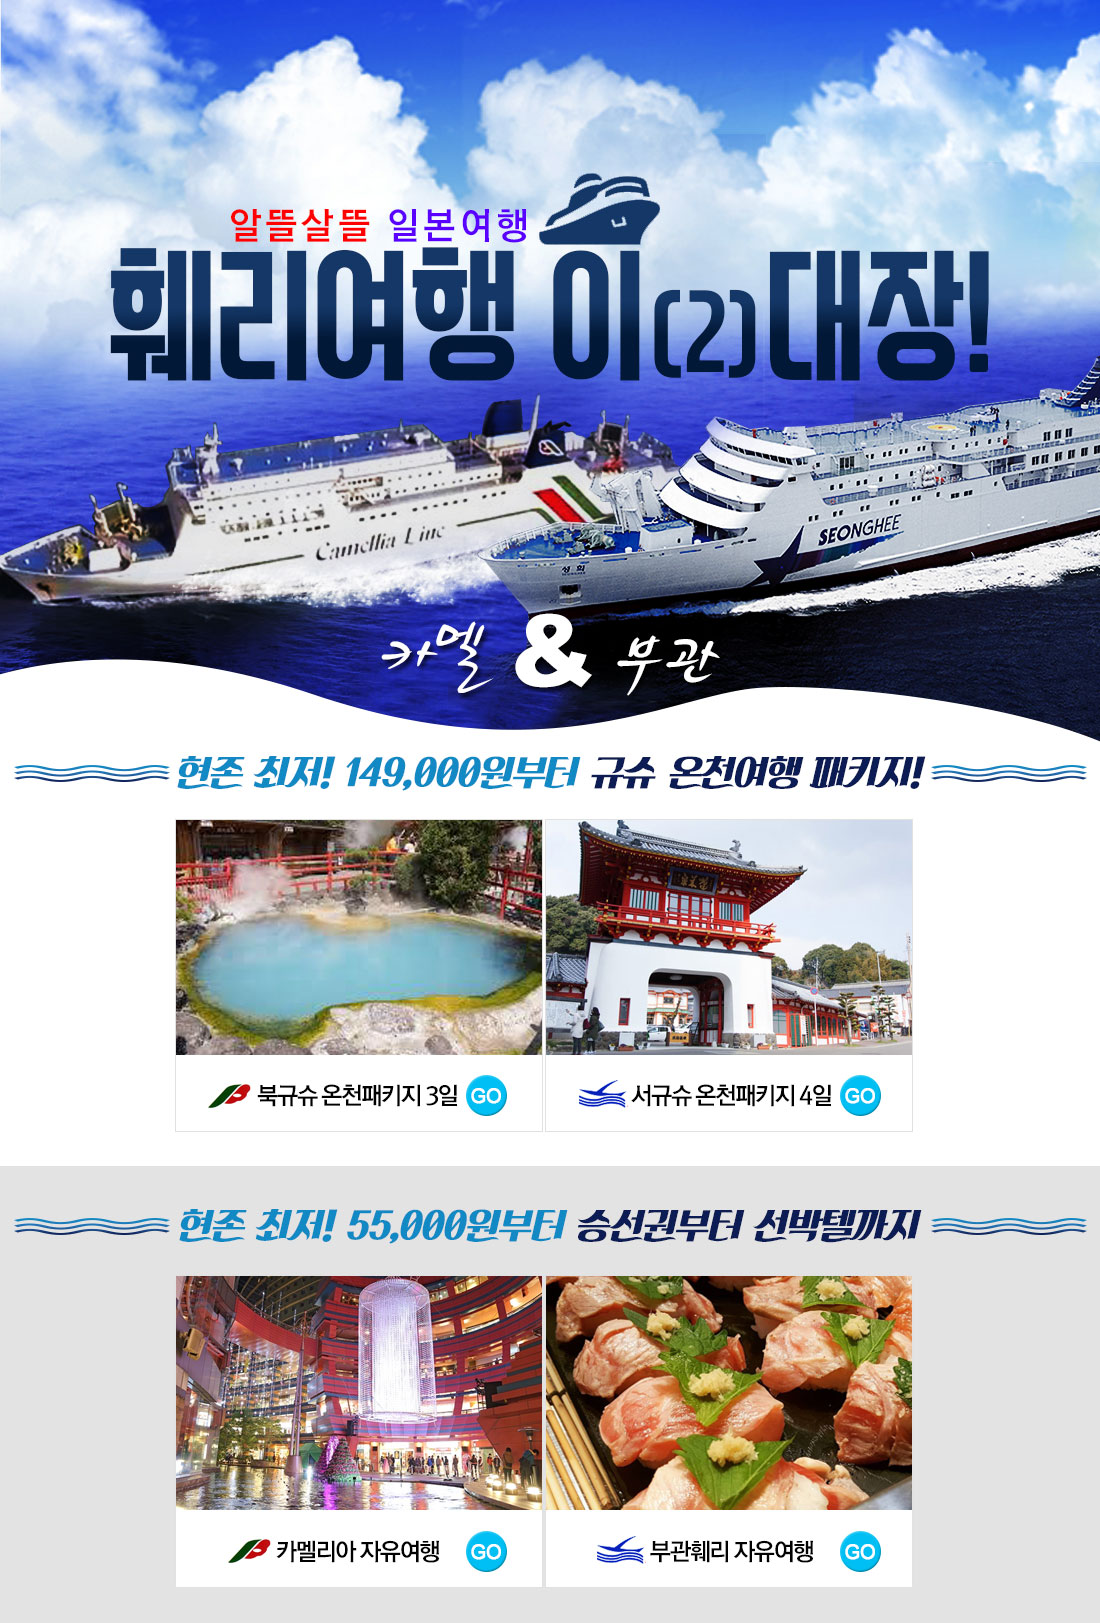 알뜰살뜰 일본여행
훼리여행 이(2)대장!
Camellia Line
SEONGHEE
성희
SEONGHEE
카멜 & 부관
현존 최저! 149,000원부터 규슈 온천여행 패키지!
북규슈 온천패키지 3일 GO
서규슈 온천패키지 4일 GO
현존 최저! 55,000원부터 승선권부터 선박텔까지
카멜리아 자유여행 GO
부관훼리 자유여행 GO